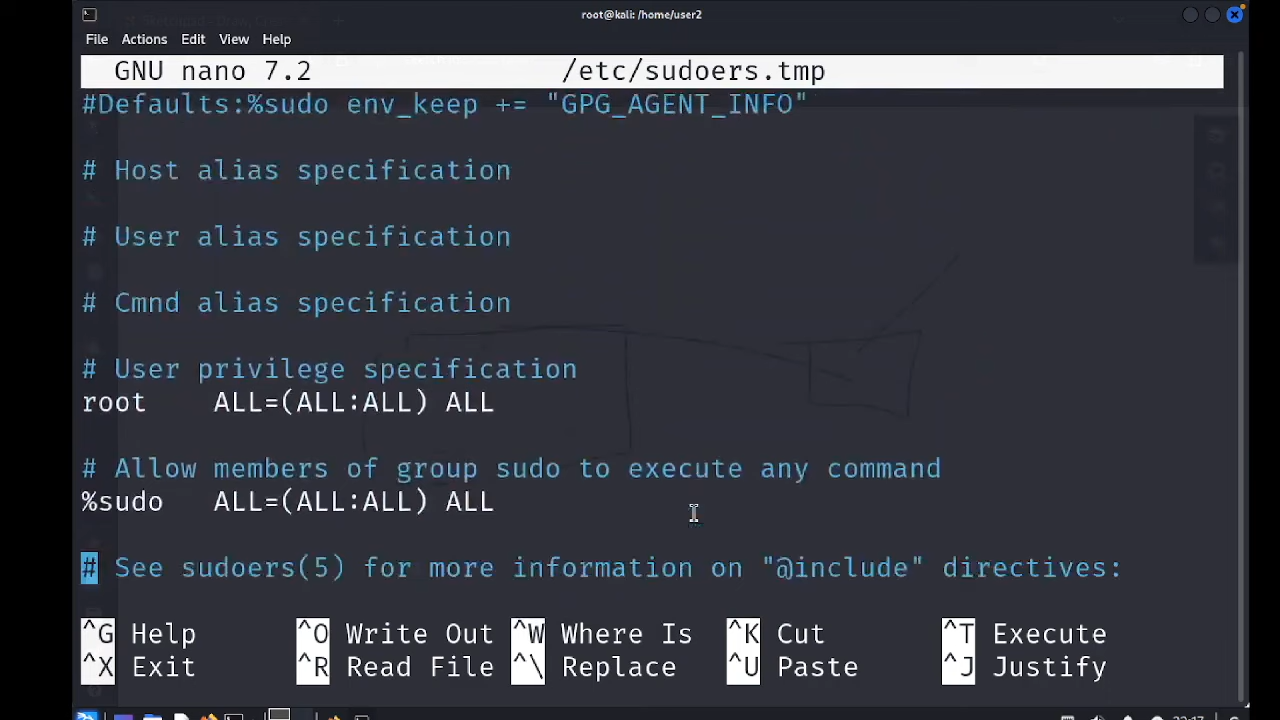 root@kali: /home/user2
File Actions Edit View Help
GNU nano 7.2 /etc/sudoers.tmp
#Defaults:%sudo env_keep += "GPG_AGENT_INFO"
# Host alias specification
# User alias specification
# Cmnd alias specification
# User privilege specification
root ALL=(ALL:ALL) ALL
# Allow members of group sudo to execute any command
%sudo ALL=(ALL:ALL) ALL
# See sudoers(5) for more information on "@include" directives:
^G Help ^O Write Out ^W Where Is ^K Cut ^T Execute
^X Exit ^R Read File ^\ Replace ^U Paste ^J Justify